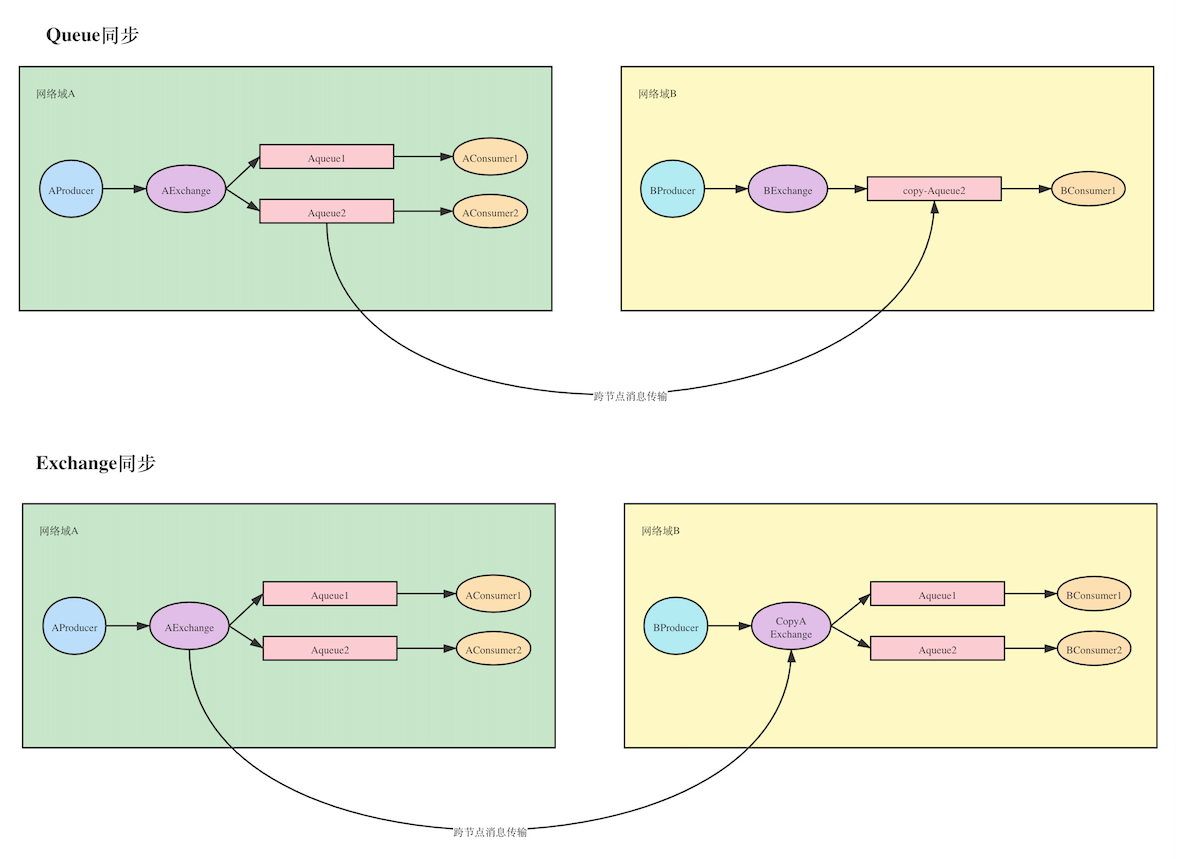 Queue同步
网络域A
网络域B
AProducer
AExchange
Aqueue1
AConsumer1
Aqueue2
AConsumer2
BProducer
BExchange
copy-Aqueue2
BConsumer1
跨节点消息传输
Exchange同步
网络域A
网络域B
AProducer
AExchange
Aqueue1
AConsumer1
Aqueue2
AConsumer2
BProducer
CopyA
Exchange
Aqueue1
BConsumer1
Aqueue2
BConsumer2
跨节点消息传输